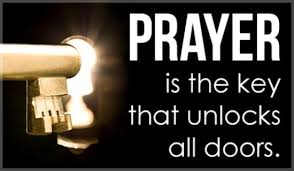 PRAYER
is the key
that unlocks
all doors.